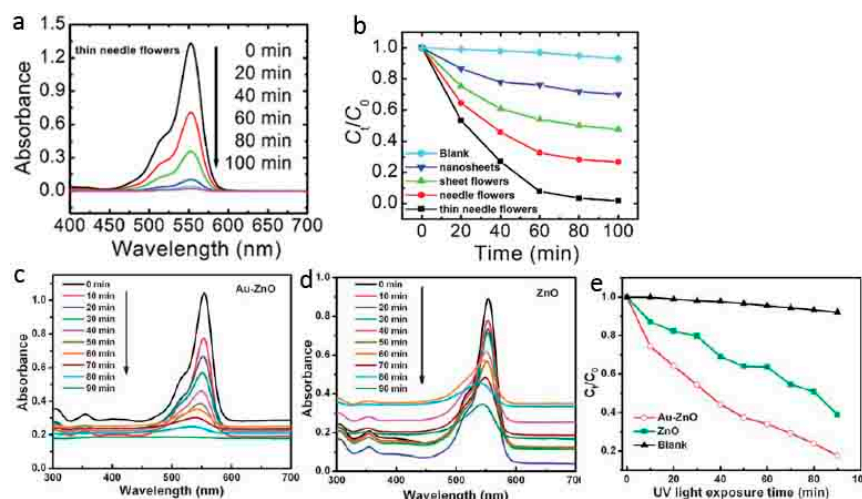 a
thin needle flowers
0 min
20 min
40 min
60 min
80 min
100 min
1.5
1.2
0.9
0.6
0.3
0.0
Absorbance
400 450 500 550 600 650 700
Wavelength (nm)
b
1.0
0.8
0.6
0.4
0.2
0.0
Ct/C0
Blank
nanosheets
sheet flowers
needle flowers
thin needle flowers
0 20 40 60 80 100
Time (min)
c
Au-ZnO
0 min
10 min
20 min
30 min
40 min
50 min
60 min
70 min
80 min
90 min
1.2
1.0
0.8
0.6
0.4
0.2
0.0
Absorbance
300 400 500 600 700
Wavelength (nm)
d
ZnO
0 min
10 min
20 min
30 min
40 min
50 min
60 min
70 min
80 min
90 min
1.0
0.8
0.6
0.4
0.2
0.0
Absorbance
300 400 500 600 700
Wavelength (nm)
e
1.0
0.8
0.6
0.4
0.2
Ct/C0
Au-ZnO
ZnO
Blank
0 20 40 60 80 100
UV light exposure time (min)